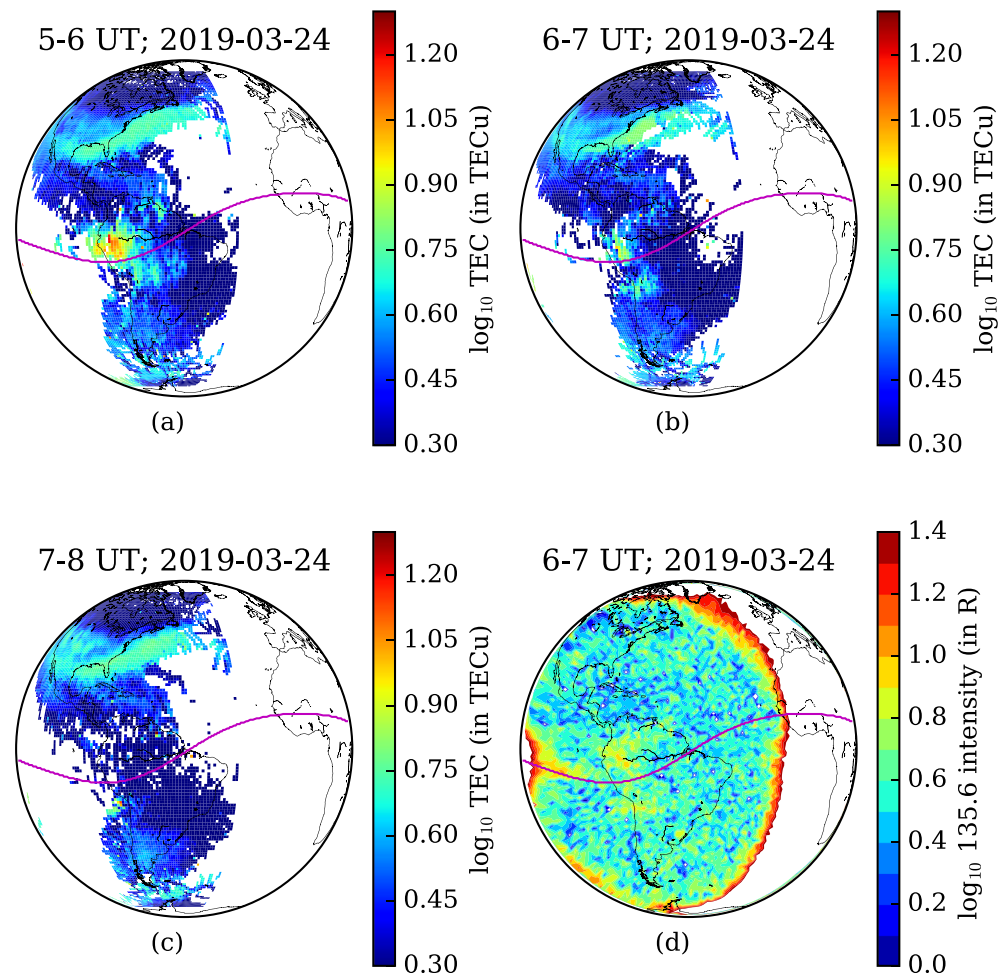 5-6 UT; 2019-03-24
1.20
1.05
0.90
0.75
0.60
0.45
0.30
log₁₀ TEC (in TECu)
(a)
6-7 UT; 2019-03-24
1.20
1.05
0.90
0.75
0.60
0.45
0.30
log₁₀ TEC (in TECu)
(b)
7-8 UT; 2019-03-24
1.20
1.05
0.90
0.75
0.60
0.45
0.30
log₁₀ TEC (in TECu)
(c)
6-7 UT; 2019-03-24
1.4
1.2
1.0
0.8
0.6
0.4
0.2
0.0
log₁₀ 135.6 intensity (in R)
(d)